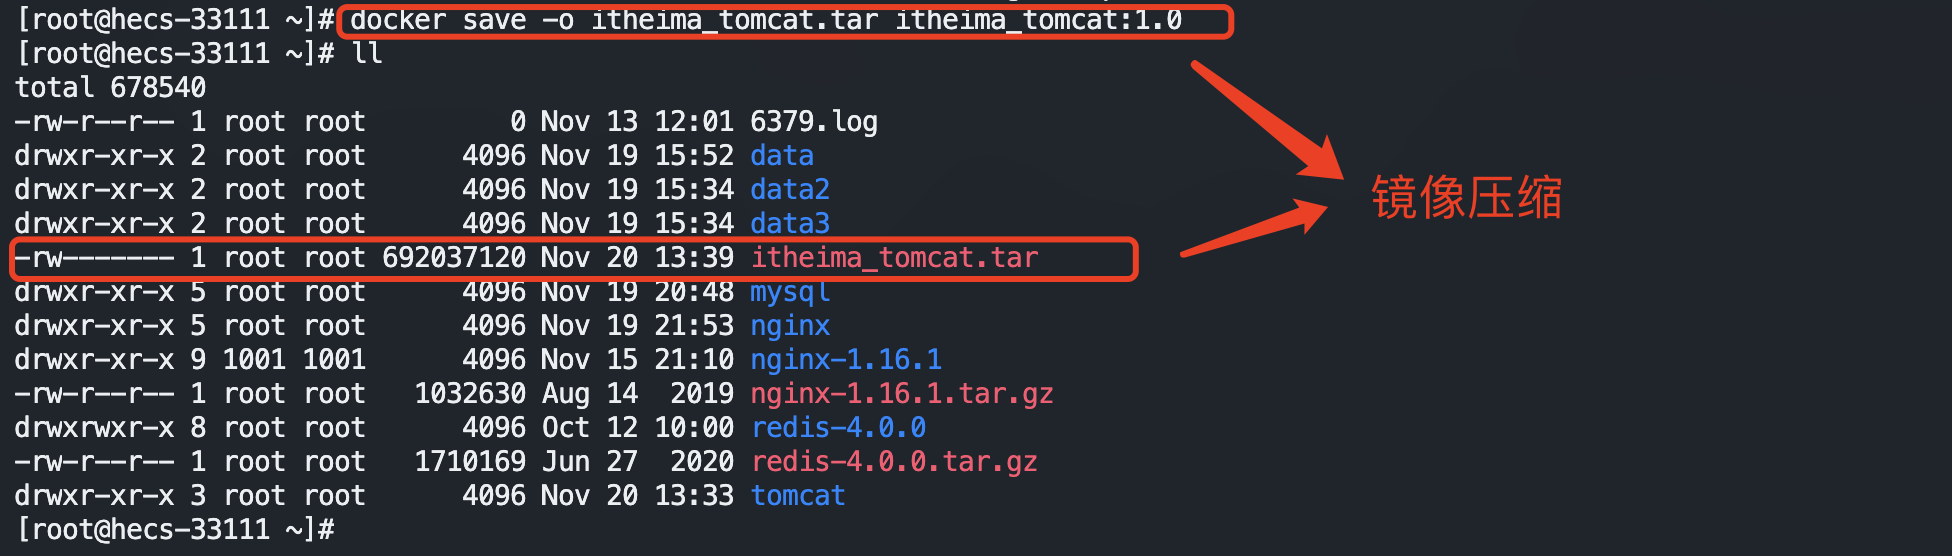 [root@hecs-33111 ~]# docker save -o itheima_tomcat.tar itheima_tomcat:1.0
[root@hecs-33111 ~]# ll
total 678540
-rw-r--r-- 1 root root         0 Nov 13 12:01 6379.log
drwxr-xr-x 2 root root      4096 Nov 19 15:52 data
drwxr-xr-x 2 root root      4096 Nov 19 15:34 data2
drwxr-xr-x 2 root root      4096 Nov 19 15:34 data3
-rw------- 1 root root 692037120 Nov 20 13:39 itheima_tomcat.tar
drwxr-xr-x 5 root root      4096 Nov 19 20:48 mysql
drwxr-xr-x 5 root root      4096 Nov 19 21:53 nginx
drwxr-xr-x 9 1001 1001      4096 Nov 15 21:10 nginx-1.16.1
-rw-r--r-- 1 root root   1032630 Aug 14  2019 nginx-1.16.1.tar.gz
drwxrwxr-x 8 root root      4096 Oct 12 10:00 redis-4.0.0
-rw-r--r-- 1 root root   1710169 Jun 27  2020 redis-4.0.0.tar.gz
drwxr-xr-x 3 root root      4096 Nov 20 13:33 tomcat
[root@hecs-33111 ~]#
镜像压缩